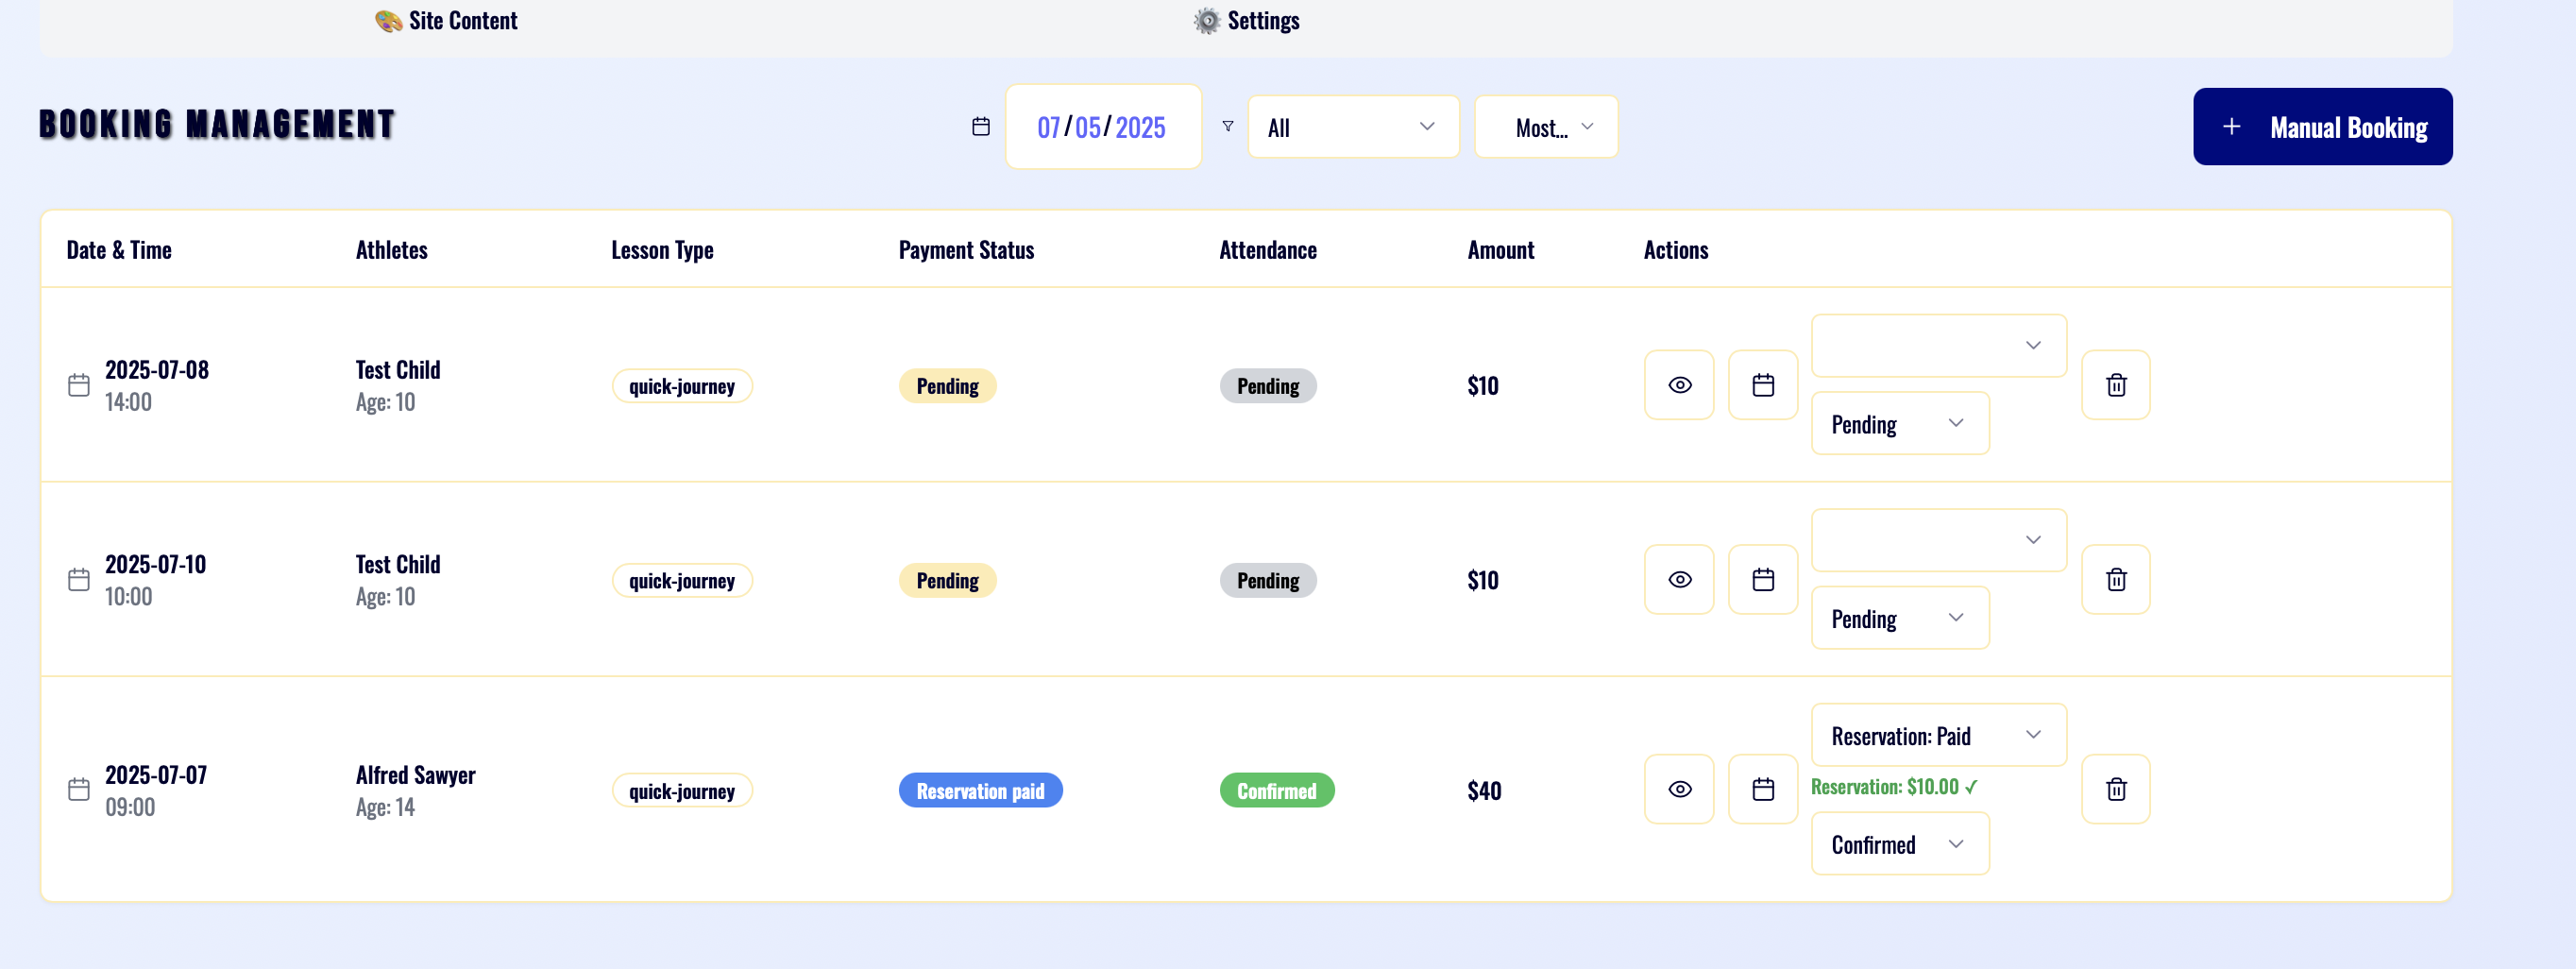 Site Content
Settings
BOOKING MANAGEMENT
07/05/2025
All
Most...
Manual Booking
Date & Time Athletes Lesson Type Payment Status Attendance Amount Actions
2025-07-08
14:00
Test Child
Age: 10
quick-journey
Pending
Pending
$10
Pending
2025-07-10
10:00
Test Child
Age: 10
quick-journey
Pending
Pending
$10
Pending
2025-07-07
09:00
Alfred Sawyer
Age: 14
quick-journey
Reservation paid
Confirmed
$40
Reservation: Paid
Reservation: $10.00 ✓
Confirmed